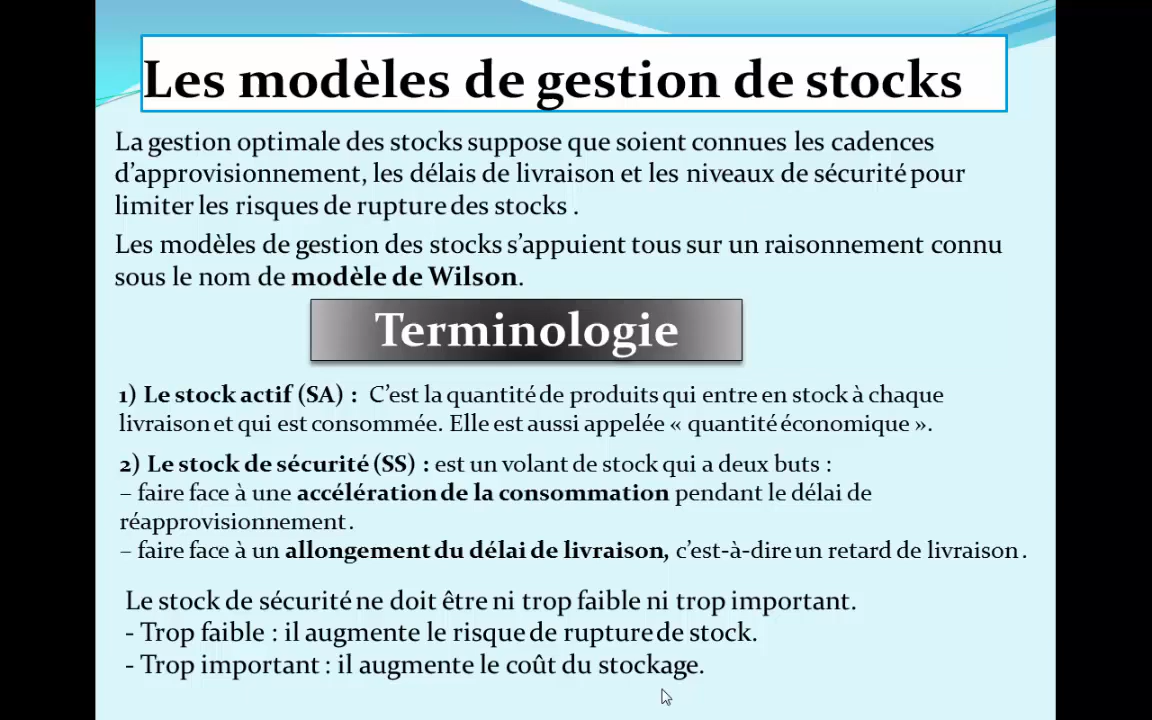 Les modèles de gestion de stocks
La gestion optimale des stocks suppose que soient connues les cadences
d'approvisionnement, les délais de livraison et les niveaux de sécurité pour
limiter les risques de rupture des stocks .
Les modèles de gestion des stocks s'appuient tous sur un raisonnement connu
sous le nom de modèle de Wilson.
Terminologie
1) Le stock actif (SA) : C'est la quantité de produits qui entre en stock à chaque
livraison et qui est consommée. Elle est aussi appelée « quantité économique ».
2) Le stock de sécurité (SS) : est un volant de stock qui a deux buts :
– faire face à une accélération de la consommation pendant le délai de
réapprovisionnement.
– faire face à un allongement du délai de livraison, c'est-à-dire un retard de livraison.
Le stock de sécurité ne doit être ni trop faible ni trop important.
- Trop faible : il augmente le risque de rupture de stock.
- Trop important : il augmente le coût du stockage.